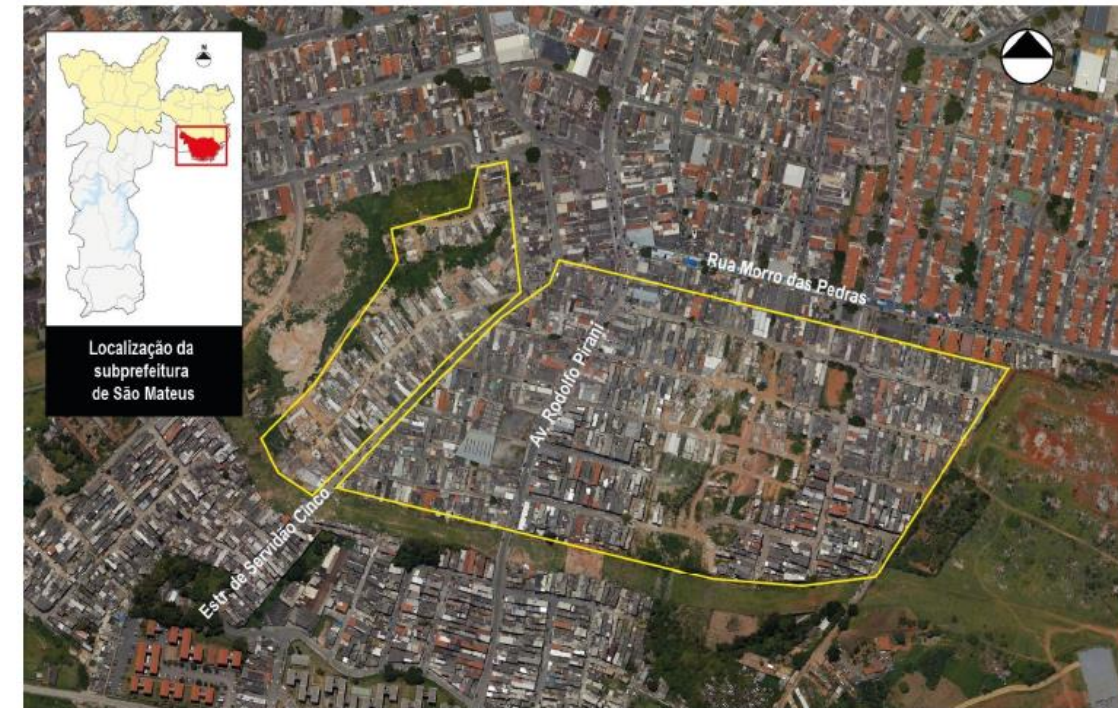 N
Localização da
subprefeitura
de São Mateus
Rua Morro das Pedras
Av. Rodolfo Pirani
Estr. de Servidão Cinco